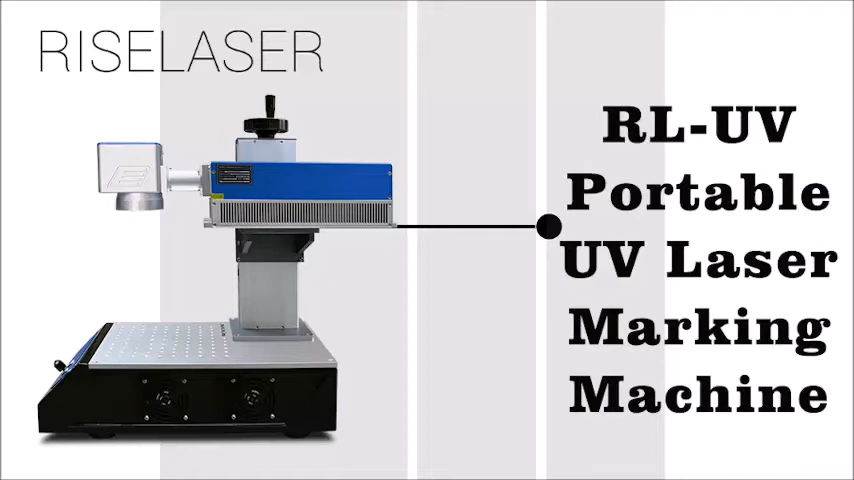 RISELASER
RL-UV
Portable
UV Laser
Marking
Machine